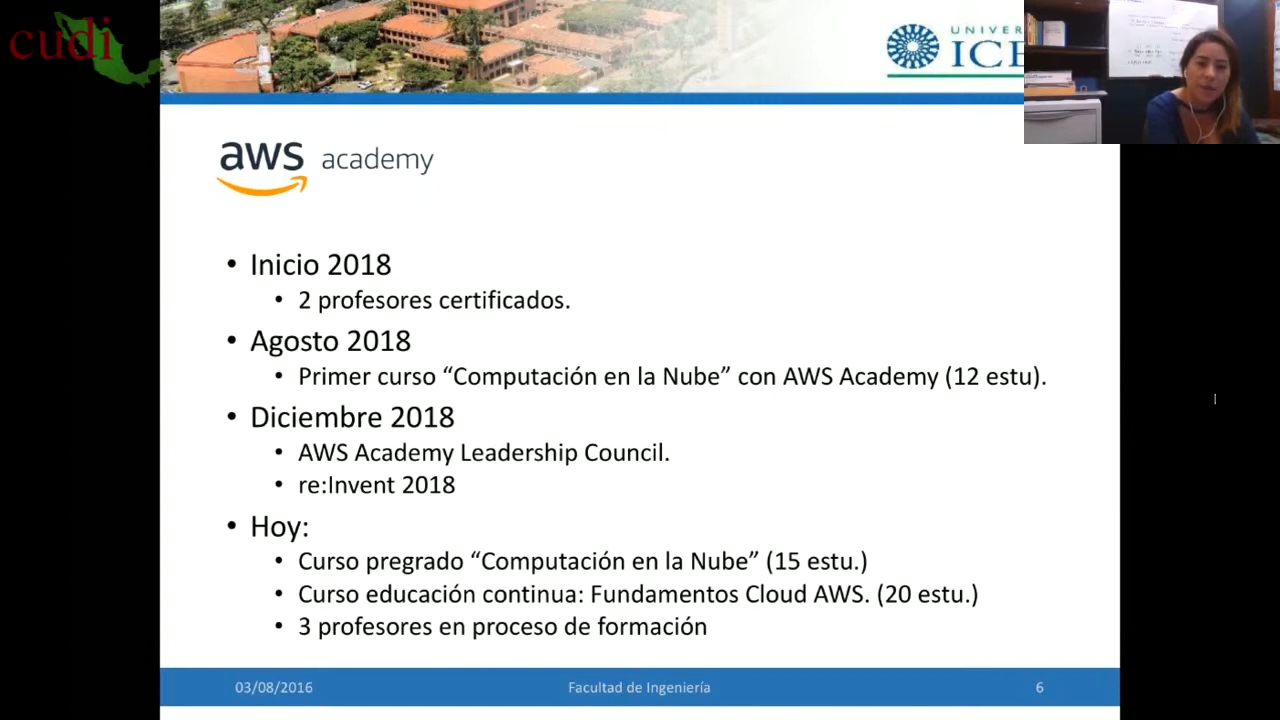 cudi
UNIVER
ICE
aws academy
• Inicio 2018
• 2 profesores certificados.
• Agosto 2018
• Primer curso “Computación en la Nube” con AWS Academy (12 estu).
• Diciembre 2018
• AWS Academy Leadership Council.
• re:Invent 2018
• Hoy:
• Curso pregrado “Computación en la Nube” (15 estu.)
• Curso educación continua: Fundamentos Cloud AWS. (20 estu.)
• 3 profesores en proceso de formación
03/08/2016 Facultad de Ingeniería 6